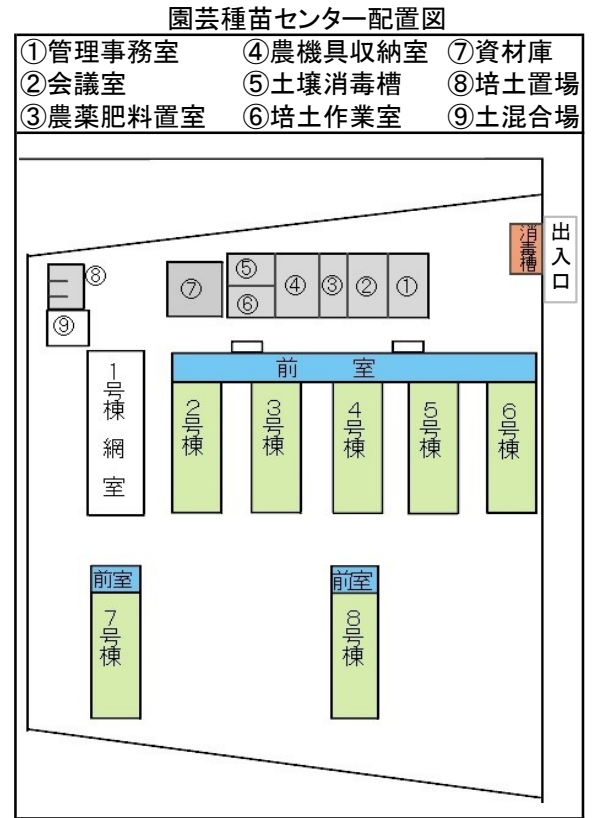 園芸種苗センター配置図
①管理事務室 ④農機具収納室 ⑦資材庫
②会議室 ⑤土壌消毒槽 ⑧培土置場
③農薬肥料置室 ⑥培土作業室 ⑨土混合場
消毒槽
出入口
⑧
⑨
⑦
⑤
⑥
④
③
②
①
前室
1号棟 網室
2号棟
3号棟
4号棟
5号棟
6号棟
前室
7号棟
前室
8号棟